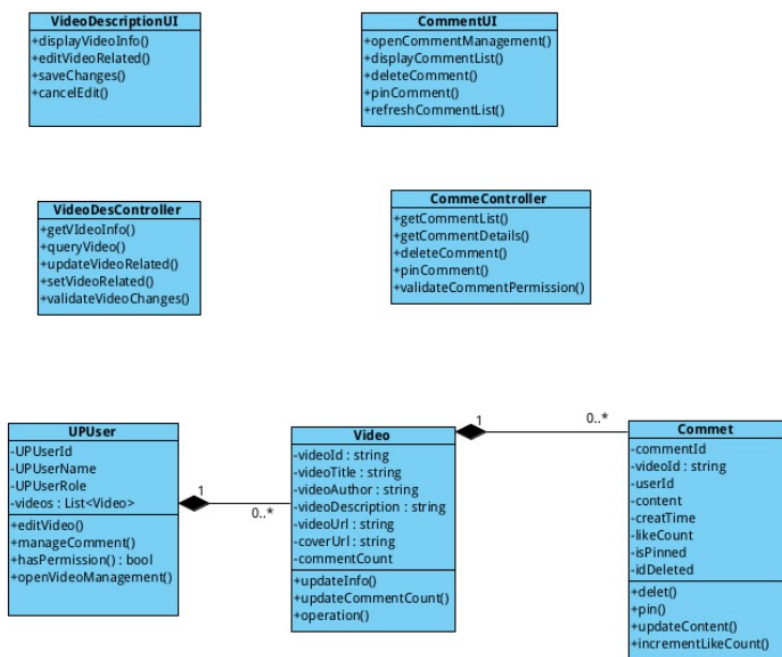 VideoDescriptionUI
+displayVideoInfo()
+editVideoRelated()
+saveChanges()
+cancelEdit()
CommentUI
+openCommentManagement()
+displayCommentList()
+deleteComment()
+pinComment()
+refreshCommentList()
VideoDesController
+getVIdeoInfo()
+queryVideo()
+updateVideoRelated()
+setVideoRelated()
+validateVideoChanges()
CommeController
+getCommentList()
+getCommentDetails()
+deleteComment()
+pinComment()
+validateCommentPermission()
UPUser
-UPUserId
-UPUserName
-UPUserRole
-videos : List<Video>
+editVideo()
+manageComment()
+hasPermission() : bool
+openVideoManagement()
1
0..*
Video
-videoId : string
-videoTitle : string
-videoAuthor : string
-videoDescription : string
-videoUrl : string
-coverUrl : string
-commentCount
+updateInfo()
+updateCommentCount()
+operation()
1
0..*
Commet
-commentId
-videoId : string
-userId
-content
-creatTime
-likeCount
-isPinned
-idDeleted
+delet()
+pin()
+updateContent()
+incrementLikeCount()